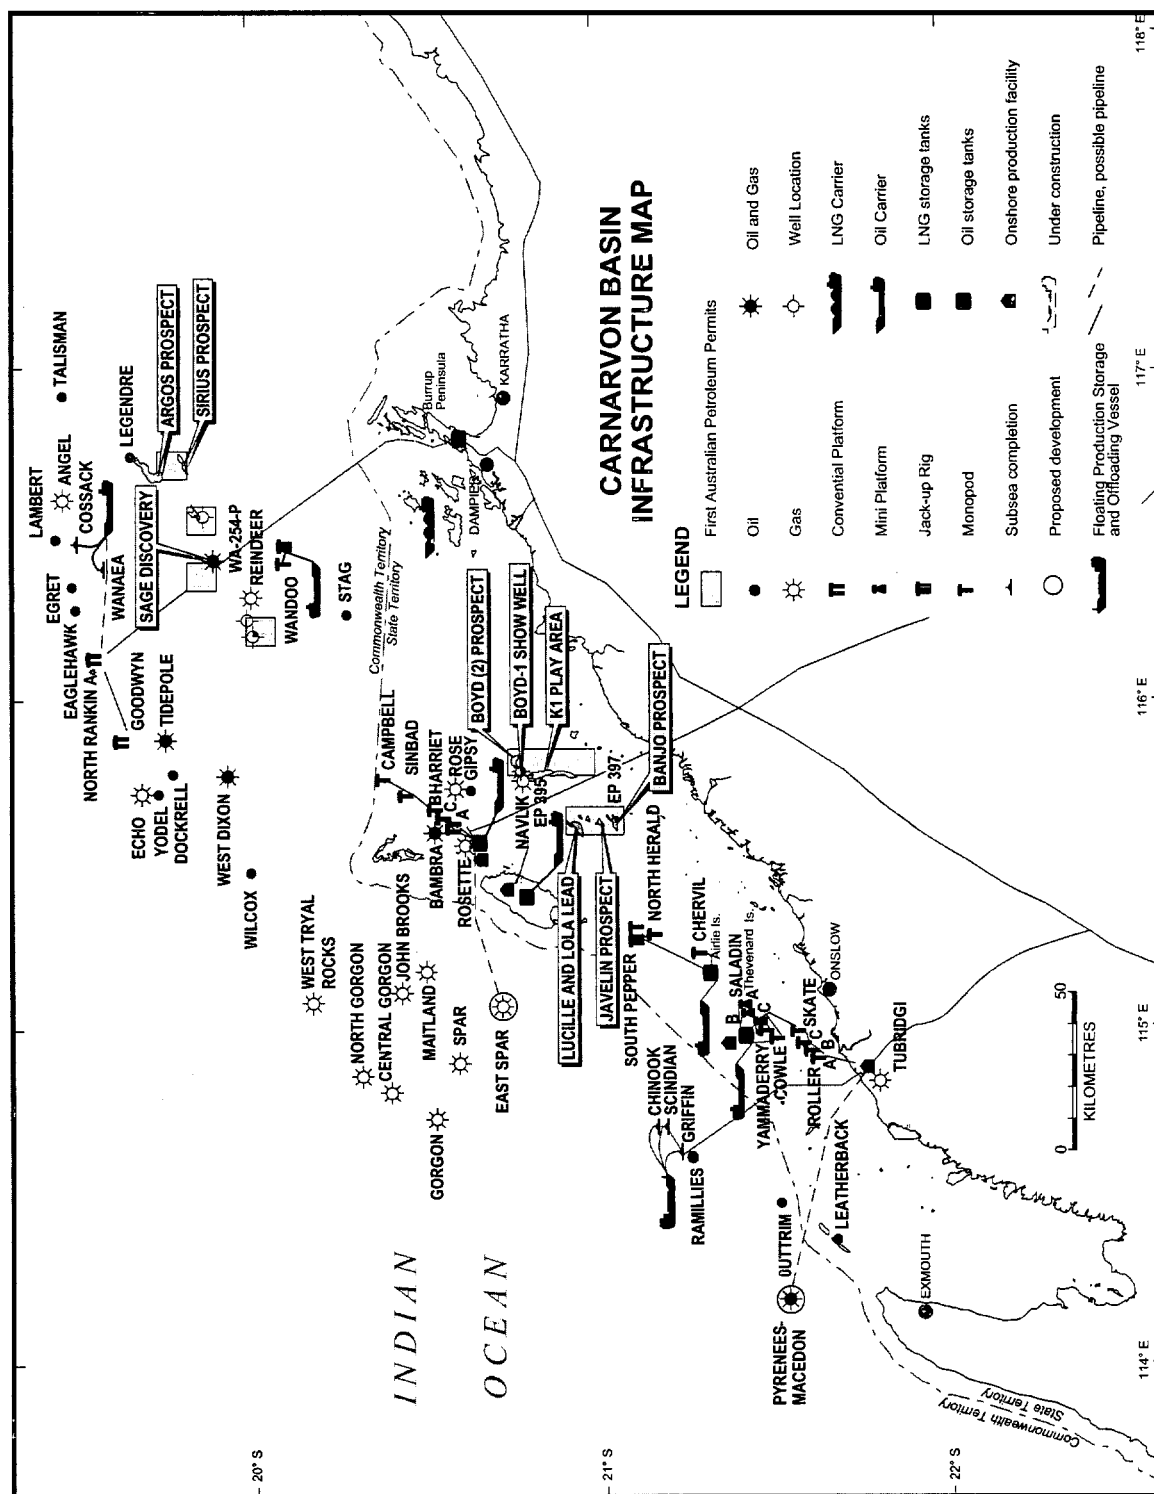 CARNARVON BASIN
INFRASTRUCTURE MAP
LEGEND
First Australian Petroleum Permits
Oil
Gas
Convential Platform
Mini Platform
Jack-up Rig
Monopod
Subsea completion
Proposed development
Floating Production Storage
and Offloading Vessel
Oil and Gas
Well Location
LNG Carrier
Oil Carrier
LNG storage tanks
Oil storage tanks
Onshore production facility
Under construction
Pipeline, possible pipeline
INDIAN
OCEAN
20° S
21° S
22° S
114° E
115° E
116° E
117° E
118° E
LAMBERT
TALISMAN
ANGEL
COSSACK
LEGENDRE
ARGOS PROSPECT
SIRIUS PROSPECT
EGRET
EAGLEHAWK
WANAEA
SAGE DISCOVERY
WA-254-P
REINDEER
WANDOO
STAG
NORTH RANKIN A
GOODWYN
TIDEPOLE
ECHO
YODEL
DOCKRELL
WEST DIXON
WILCOX
WEST TRYAL
ROCKS
NORTH GORGON
CENTRAL GORGON
JOHN BROOKS
MAITLAND
SPAR
EAST SPAR
GORGON
Commonwealth Territory
State Territory
CAMPBELL
SINBAD
BAMBRA
HARRIET
B
C
A
ROSE
GIPSY
ROSETTE
NAVLIK
EP 395
EP 397
BOYD (2) PROSPECT
BOYD-1 SHOW WELL
K1 PLAY AREA
BANJO PROSPECT
LUCILLE AND LOLA LEAD
JAVELIN PROSPECT
NORTH HERALD
SOUTH PEPPER
CHERVIL
Airlie Is.
SALADIN
Thevenard Is.
B
A
C
YAMMADERRY
COWLE
SKATE
ROLLER
C
B
A
TUBRIDGI
ONSLOW
CHINOOK
SCINDIAN
GRIFFIN
RAMILLIES
OUTTRIM
LEATHERBACK
PYRENEES-
MACEDON
EXMOUTH
Burrup
Peninsula
DAMPIER
KARRATHA
Commonwealth Territory
State Territory
0
50
KILOMETRES